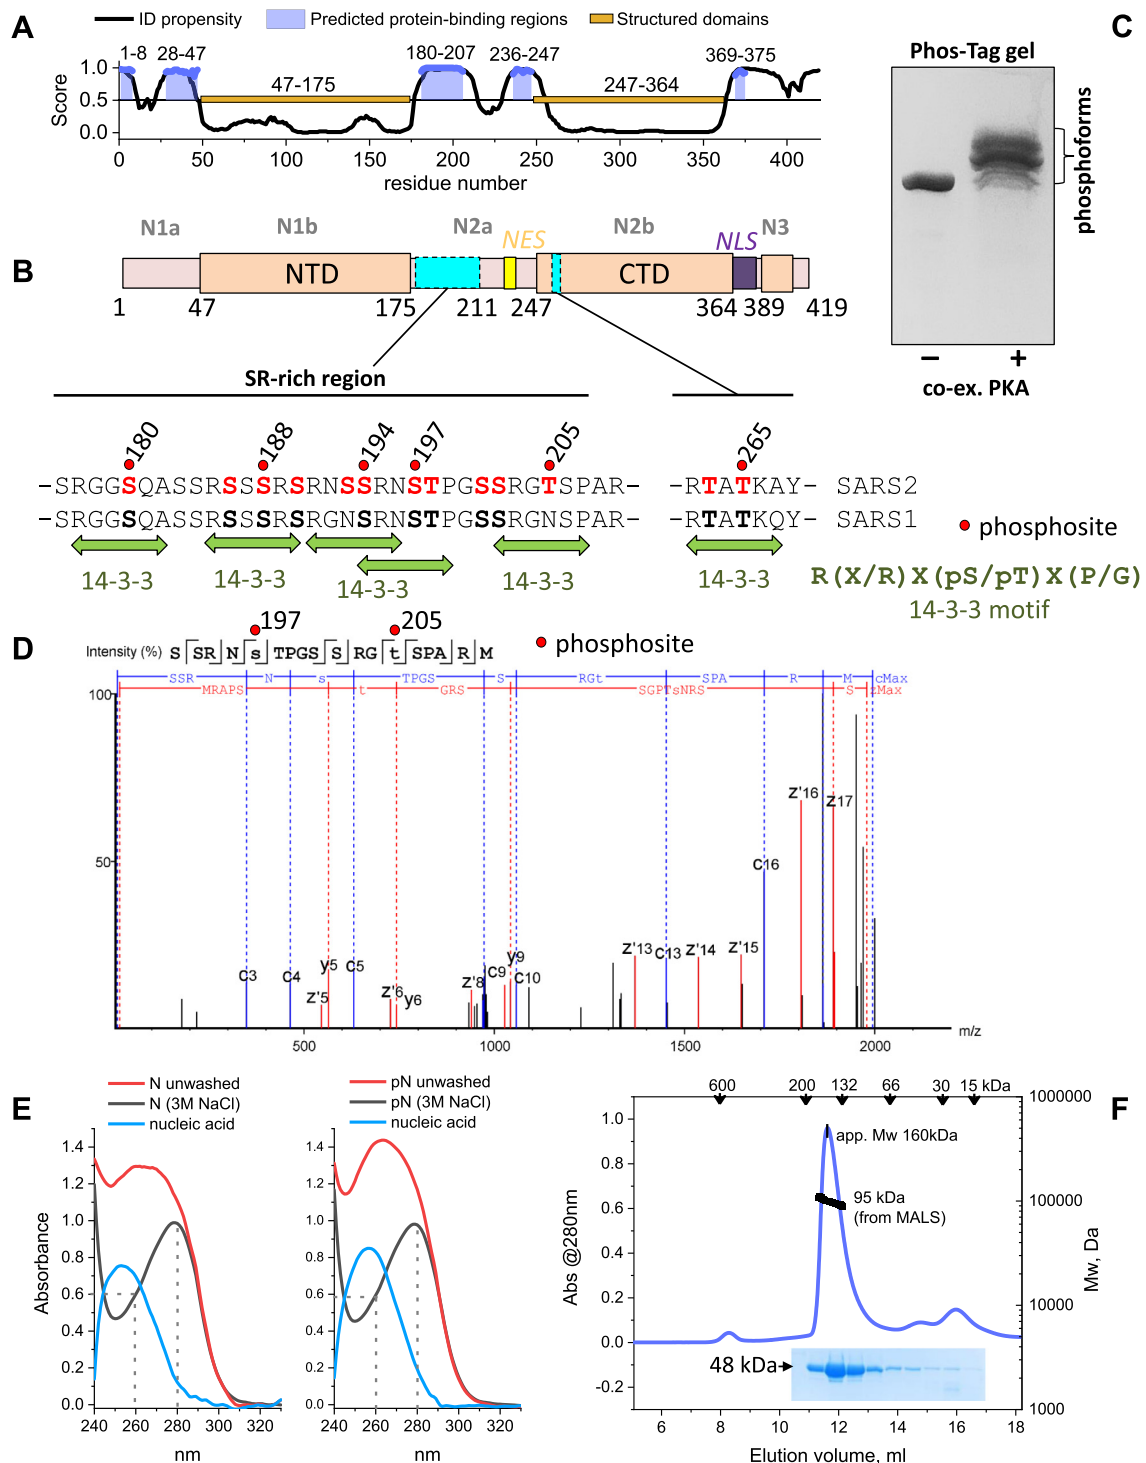 A
ID propensity
Predicted protein-binding regions
Structured domains
1-8
28-47
180-207
236-247
369-375
47-175
247-364
Score
1.0
0.5
0.0
0
50
100
150
200
250
300
350
400
residue number
C
Phos-Tag gel
phosphoforms
–
+
co-ex. PKA
B
N1a
N1b
N2a
NES
N2b
NLS
N3
NTD
CTD
1
47
175
211
247
364
389
419
SR-rich region
180
188
194
197
205
265
–SRGGSQASSRSSSRSRNSSRNSTPGSSRGTSPAR–
–RTATKAY–
SARS2
–SRGGSQASSRSSSRSRGNSRNSTPGSSRGNSPAR–
–RTATKQY–
SARS1
phosphosite
14-3-3
14-3-3
14-3-3
14-3-3
14-3-3
R(X/R)X(pS/pT)X(P/G)
14-3-3 motif
D
197
205
phosphosite
Intensity (%)
S SR N s TPGS S RG t SPA R M
SSR
N
s
TPGS
S
RGt
SPA
R
M
cMax
MRAPS
t
GRS
SGPTsNRS
S
zMax
100
50
c3
c4
z'5
y5
c5
z'6
y6
z'8
c9
y9
c10
z'13
c13
z'14
z'15
c16
z'16
z17
500
1000
1500
2000
m/z
E
N unwashed
N (3M NaCl)
nucleic acid
pN unwashed
pN (3M NaCl)
nucleic acid
Absorbance
1.4
1.2
1.0
0.8
0.6
0.4
0.2
0.0
240
260
280
300
320
nm
1.4
1.2
1.0
0.8
0.6
0.4
0.2
0.0
240
260
280
300
320
nm
F
600
200
132
66
30
15 kDa
app. Mw 160kDa
95 kDa
(from MALS)
48 kDa
Abs @280nm
1.0
0.8
0.6
0.4
0.2
0.0
-0.2
Mw, Da
1000000
100000
10000
1000
6
8
10
12
14
16
18
Elution volume, ml